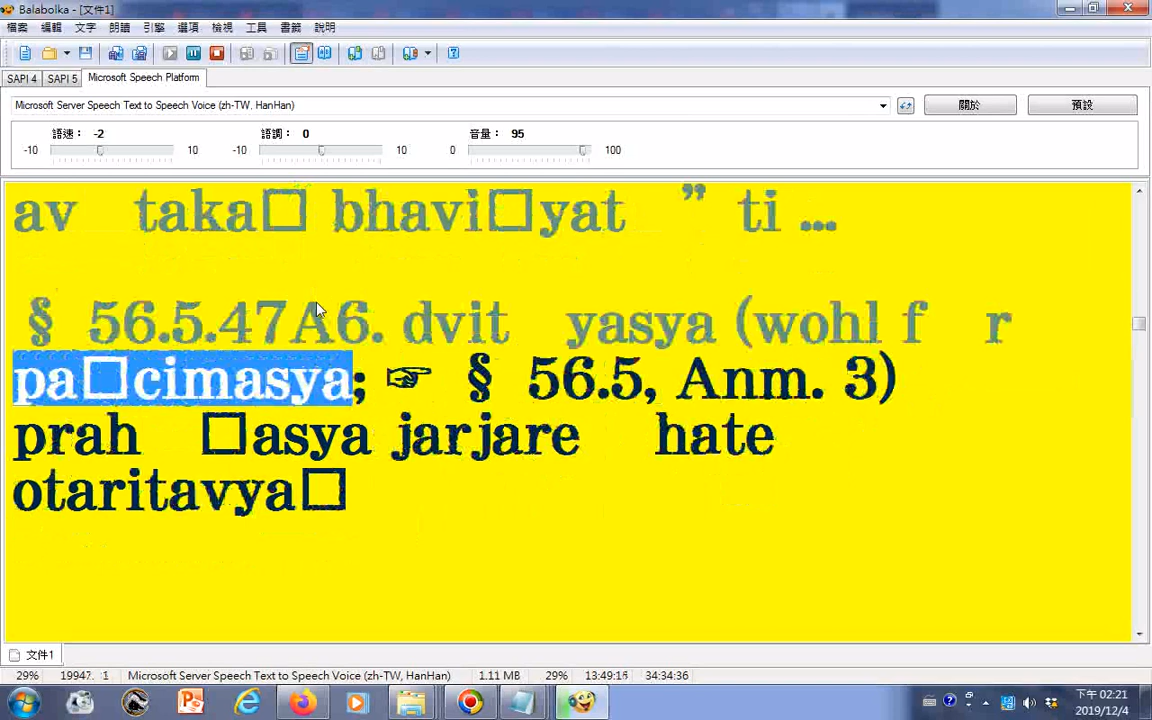 Balabolka - [文件1]
檔案 編輯 文字 朗讀 引擎 選項 檢視 工具 書籤 說明
SAPI 4 SAPI 5 Microsoft Speech Platform
Microsoft Server Speech Text to Speech Voice (zh-TW, HanHan) 關於 預設
語速： -2 語調： 0 音量： 95
-10 10 -10 10 0 100
av taka□ bhavi□yat ” ti ...
§ 56.5.47A6. dvit yasya (wohl f r
pa□cimasya; ☞ § 56.5, Anm. 3)
prah □asya jarjare hate
otaritavya□
文件1
29% 19947: 1 Microsoft Server Speech Text to Speech Voice (zh-TW, HanHan) 1.11 MB 29% 13:49:15 34:34:36
下午 02:21
2019/12/4